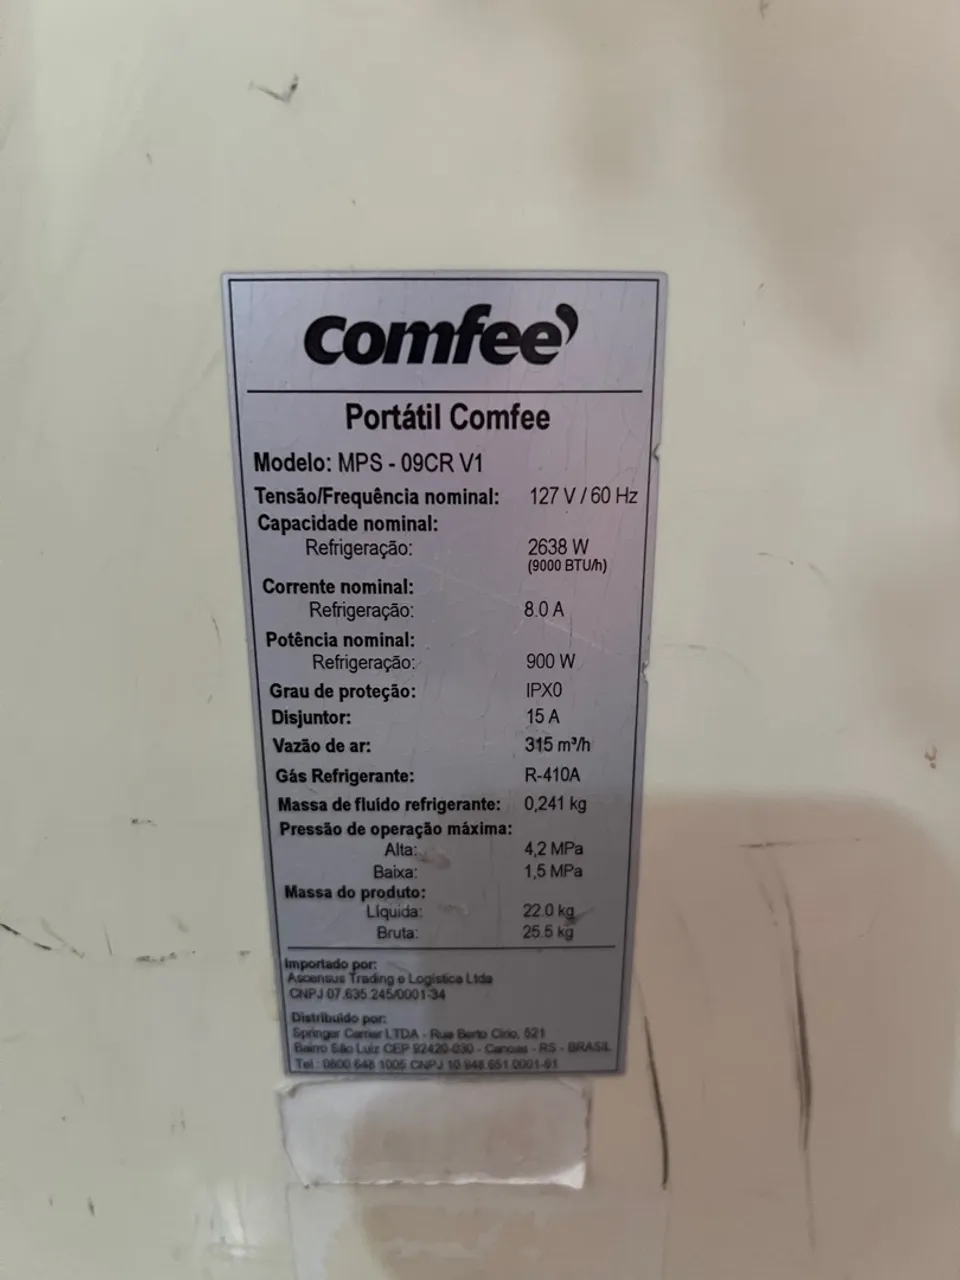 comfee'
Portátil Comfee
Modelo: MPS - 09CR V1
Tensão/Frequência nominal: 127 V / 60 Hz
Capacidade nominal:
Refrigeração: 2638 W
(9000 BTU/h)
Corrente nominal:
Refrigeração: 8.0 A
Potência nominal:
Refrigeração: 900 W
Grau de proteção: IPX0
Disjuntor: 15 A
Vazão de ar: 315 m³/h
Gás Refrigerante: R-410A
Massa de fluído refrigerante: 0,241 kg
Pressão de operação máxima:
Alta: 4,2 MPa
Baixa: 1,5 MPa
Massa do produto:
Líquida: 22.0 kg
Bruta: 25.5 kg
Importado por:
Ascensus Trading e Logística Ltda
CNPJ 07.635.245/0001-34
Distribuído por:
Springer Carrier LTDA - Rua Berto Círio, 521
Bairro São Luiz CEP 92420-030 - Canoas - RS - BRASIL
Tel.: 0800 648 1005 CNPJ 10.948.651.0001-61